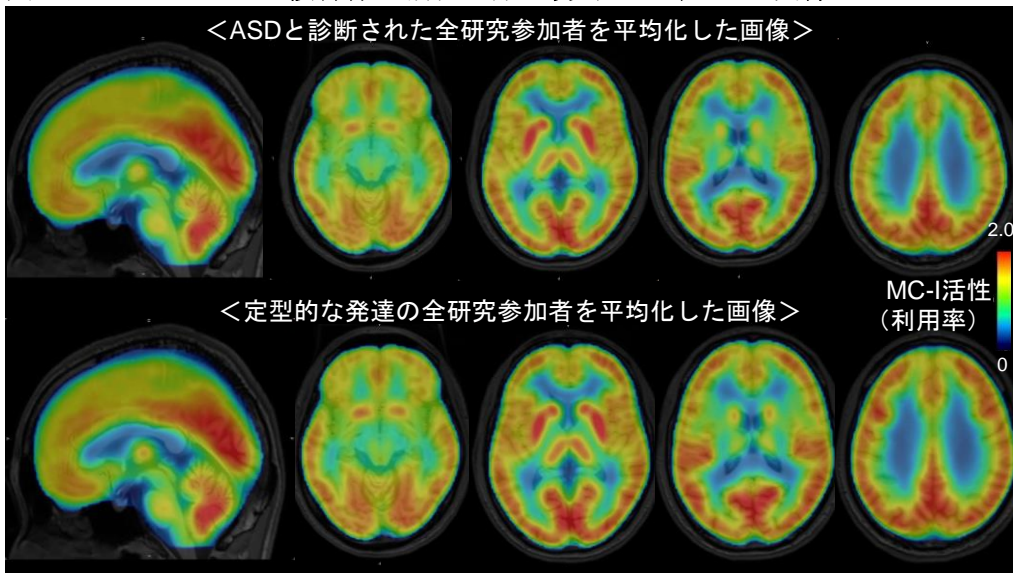 ＜ASDと診断された全研究参加者を平均化した画像＞
2.0
＜定型的な発達の全研究参加者を平均化した画像＞
MC-I活性
（利用率）
0